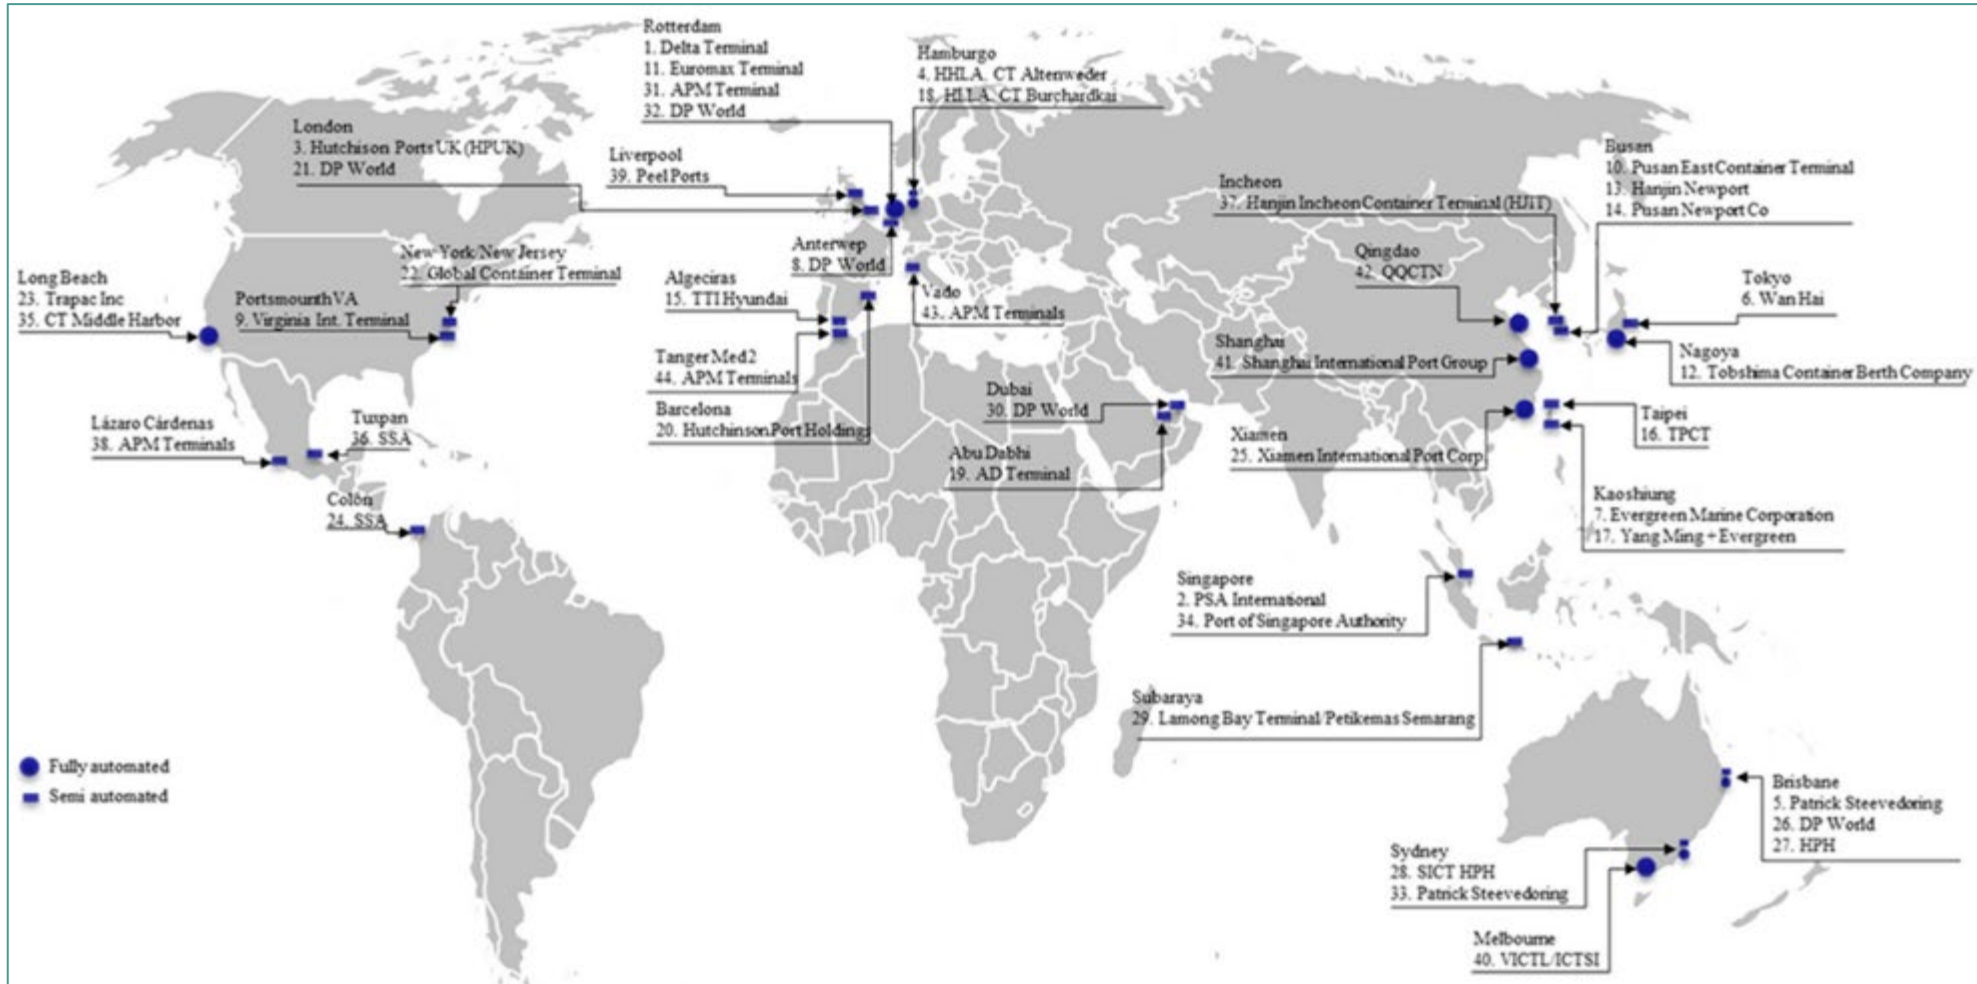 Rotterdam
1. Delta Terminal
11. Euromax Terminal
31. APM Terminal
32. DP World
Hamburgo
4. HHLA. CT Altenweder
18. HLLA. CT Burchardkai
London
3. Hutchison Ports UK (HPUK)
21. DP World
Liverpool
39. Peel Ports
Busan
10. Pusan East Container Terminal
13. Hanjin Newport
14. Pusan Newport Co
Incheon
37. Hanjin Incheon Container Terminal (HJIT)
New York/New Jersey
22. Global Container Terminal
Anterwep
8. DP World
Qingdao
42. QQCTN
Long Beach
23. Trapac Inc
35. CT Middle Harbor
Portsmounth VA
9. Virginia Int. Terminal
Algeciras
15. TTI Hyundai
Vado
43. APM Terminals
Tokyo
6. Wan Hai
Shanghai
41. Shanghai International Port Group
Nagoya
12. Tobshima Container Berth Company
Tanger Med2
44. APM Terminals
Dubai
30. DP World
Lázaro Cárdenas
38. APM Terminals
Tuxpan
36. SSA
Barcelona
20. Hutchinson Port Holdings
Taipei
16. TPCT
Xiamen
25. Xiamen International Port Corp.
Abu Dabhi
19. AD Terminal
Colón
24. SSA
Kaoshiung
7. Evergreen Marine Corporation
17. Yang Ming + Evergreen
Singapore
2. PSA International
34. Port of Singapore Authority
Subaraya
29. Lamong Bay Terminal/Petikemas Semarang
Fully automated
Semi automated
Brisbane
5. Patrick Steevedoring
26. DP World
27. HPH
Sydney
28. SICT HPH
33. Patrick Steevedoring
Melbourne
40. VICTL/ICTSI